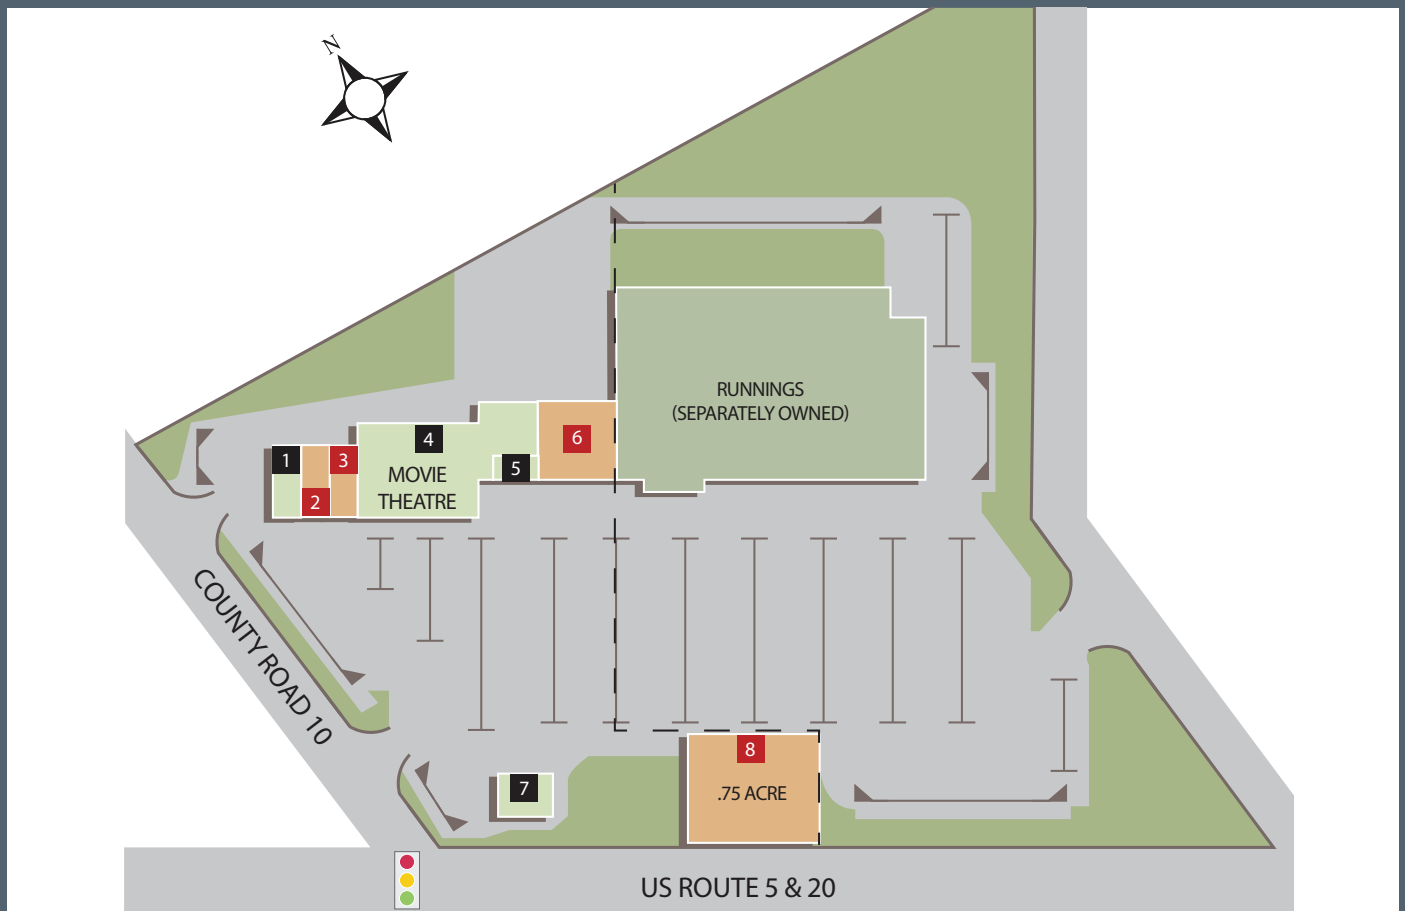 N
RUNNINGS
(SEPARATELY OWNED)
4
6
1
3
5
MOVIE
THEATRE
2
COUNTY ROAD 10
8
7
.75 ACRE
US ROUTE 5 & 20